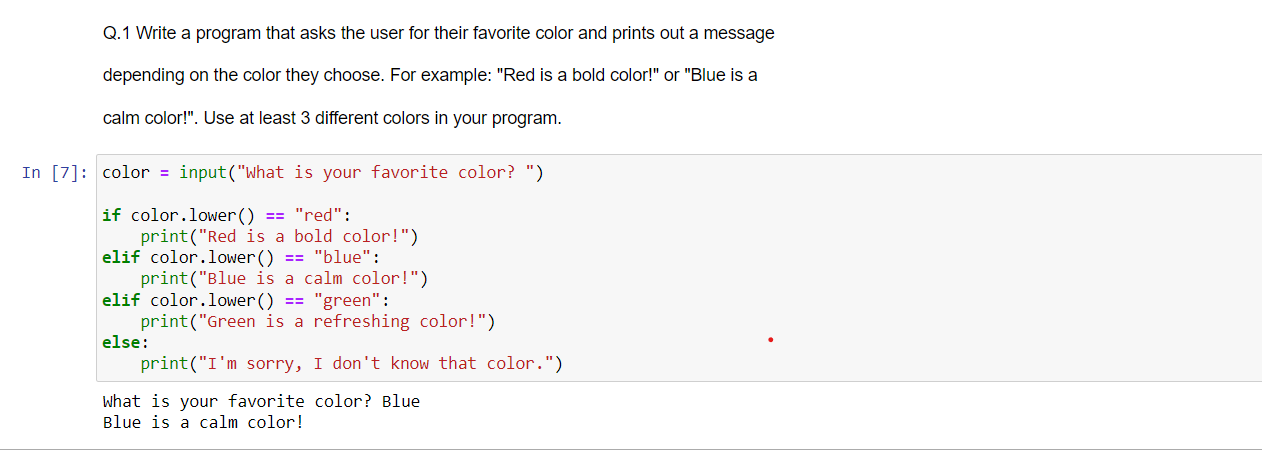 Q.1 Write a program that asks the user for their favorite color and prints out a message
depending on the color they choose. For example: "Red is a bold color!" or "Blue is a
calm color!". Use at least 3 different colors in your program.
In [7]: color = input("What is your favorite color? ")
if color.lower() == "red":
    print("Red is a bold color!")
elif color.lower() == "blue":
    print("Blue is a calm color!")
elif color.lower() == "green":
    print("Green is a refreshing color!")
else:
    print("I'm sorry, I don't know that color.")
What is your favorite color? Blue
Blue is a calm color!